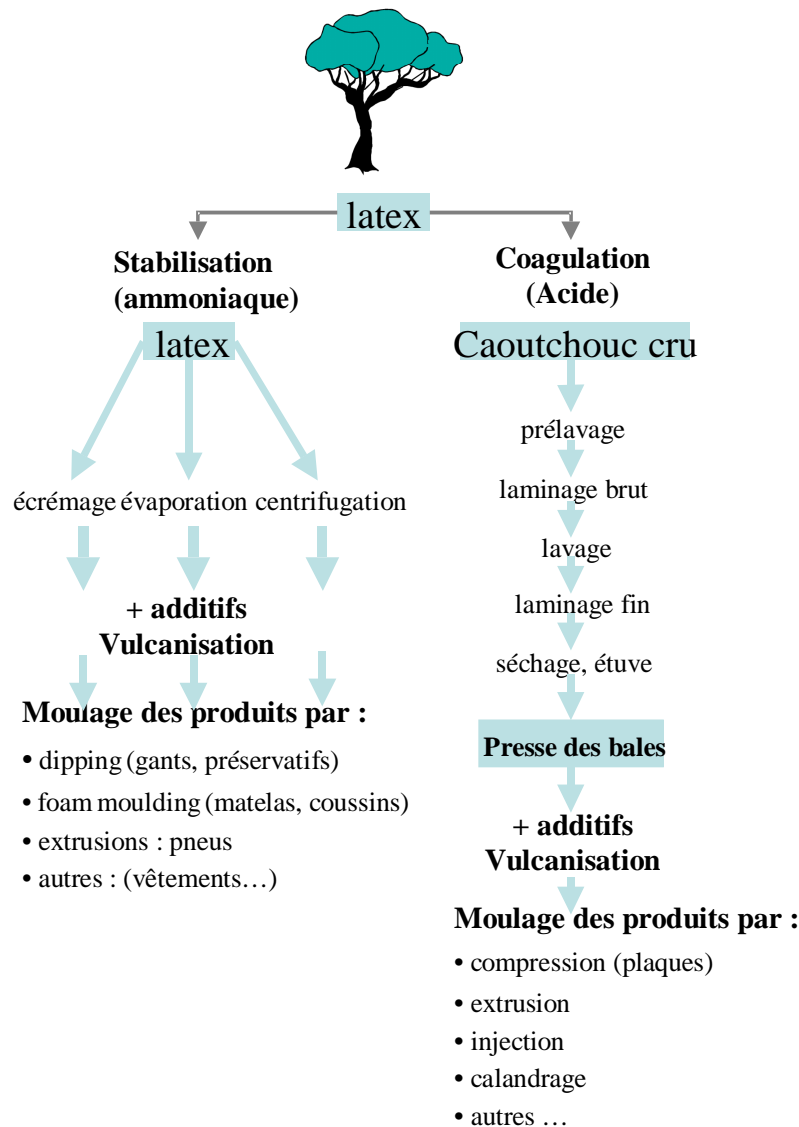 latex
Stabilisation
(ammoniaque)
latex
écrémage évaporation centrifugation
+ additifs
Vulcanisation
Moulage des produits par :
• dipping (gants, préservatifs)
• foam moulding (matelas, coussins)
• extrusions : pneus
• autres : (vêtements…)
Coagulation
(Acide)
Caoutchouc cru
prélavage
laminage brut
lavage
laminage fin
séchage, étuve
Presse des bales
+ additifs
Vulcanisation
Moulage des produits par :
• compression (plaques)
• extrusion
• injection
• calandrage
• autres …